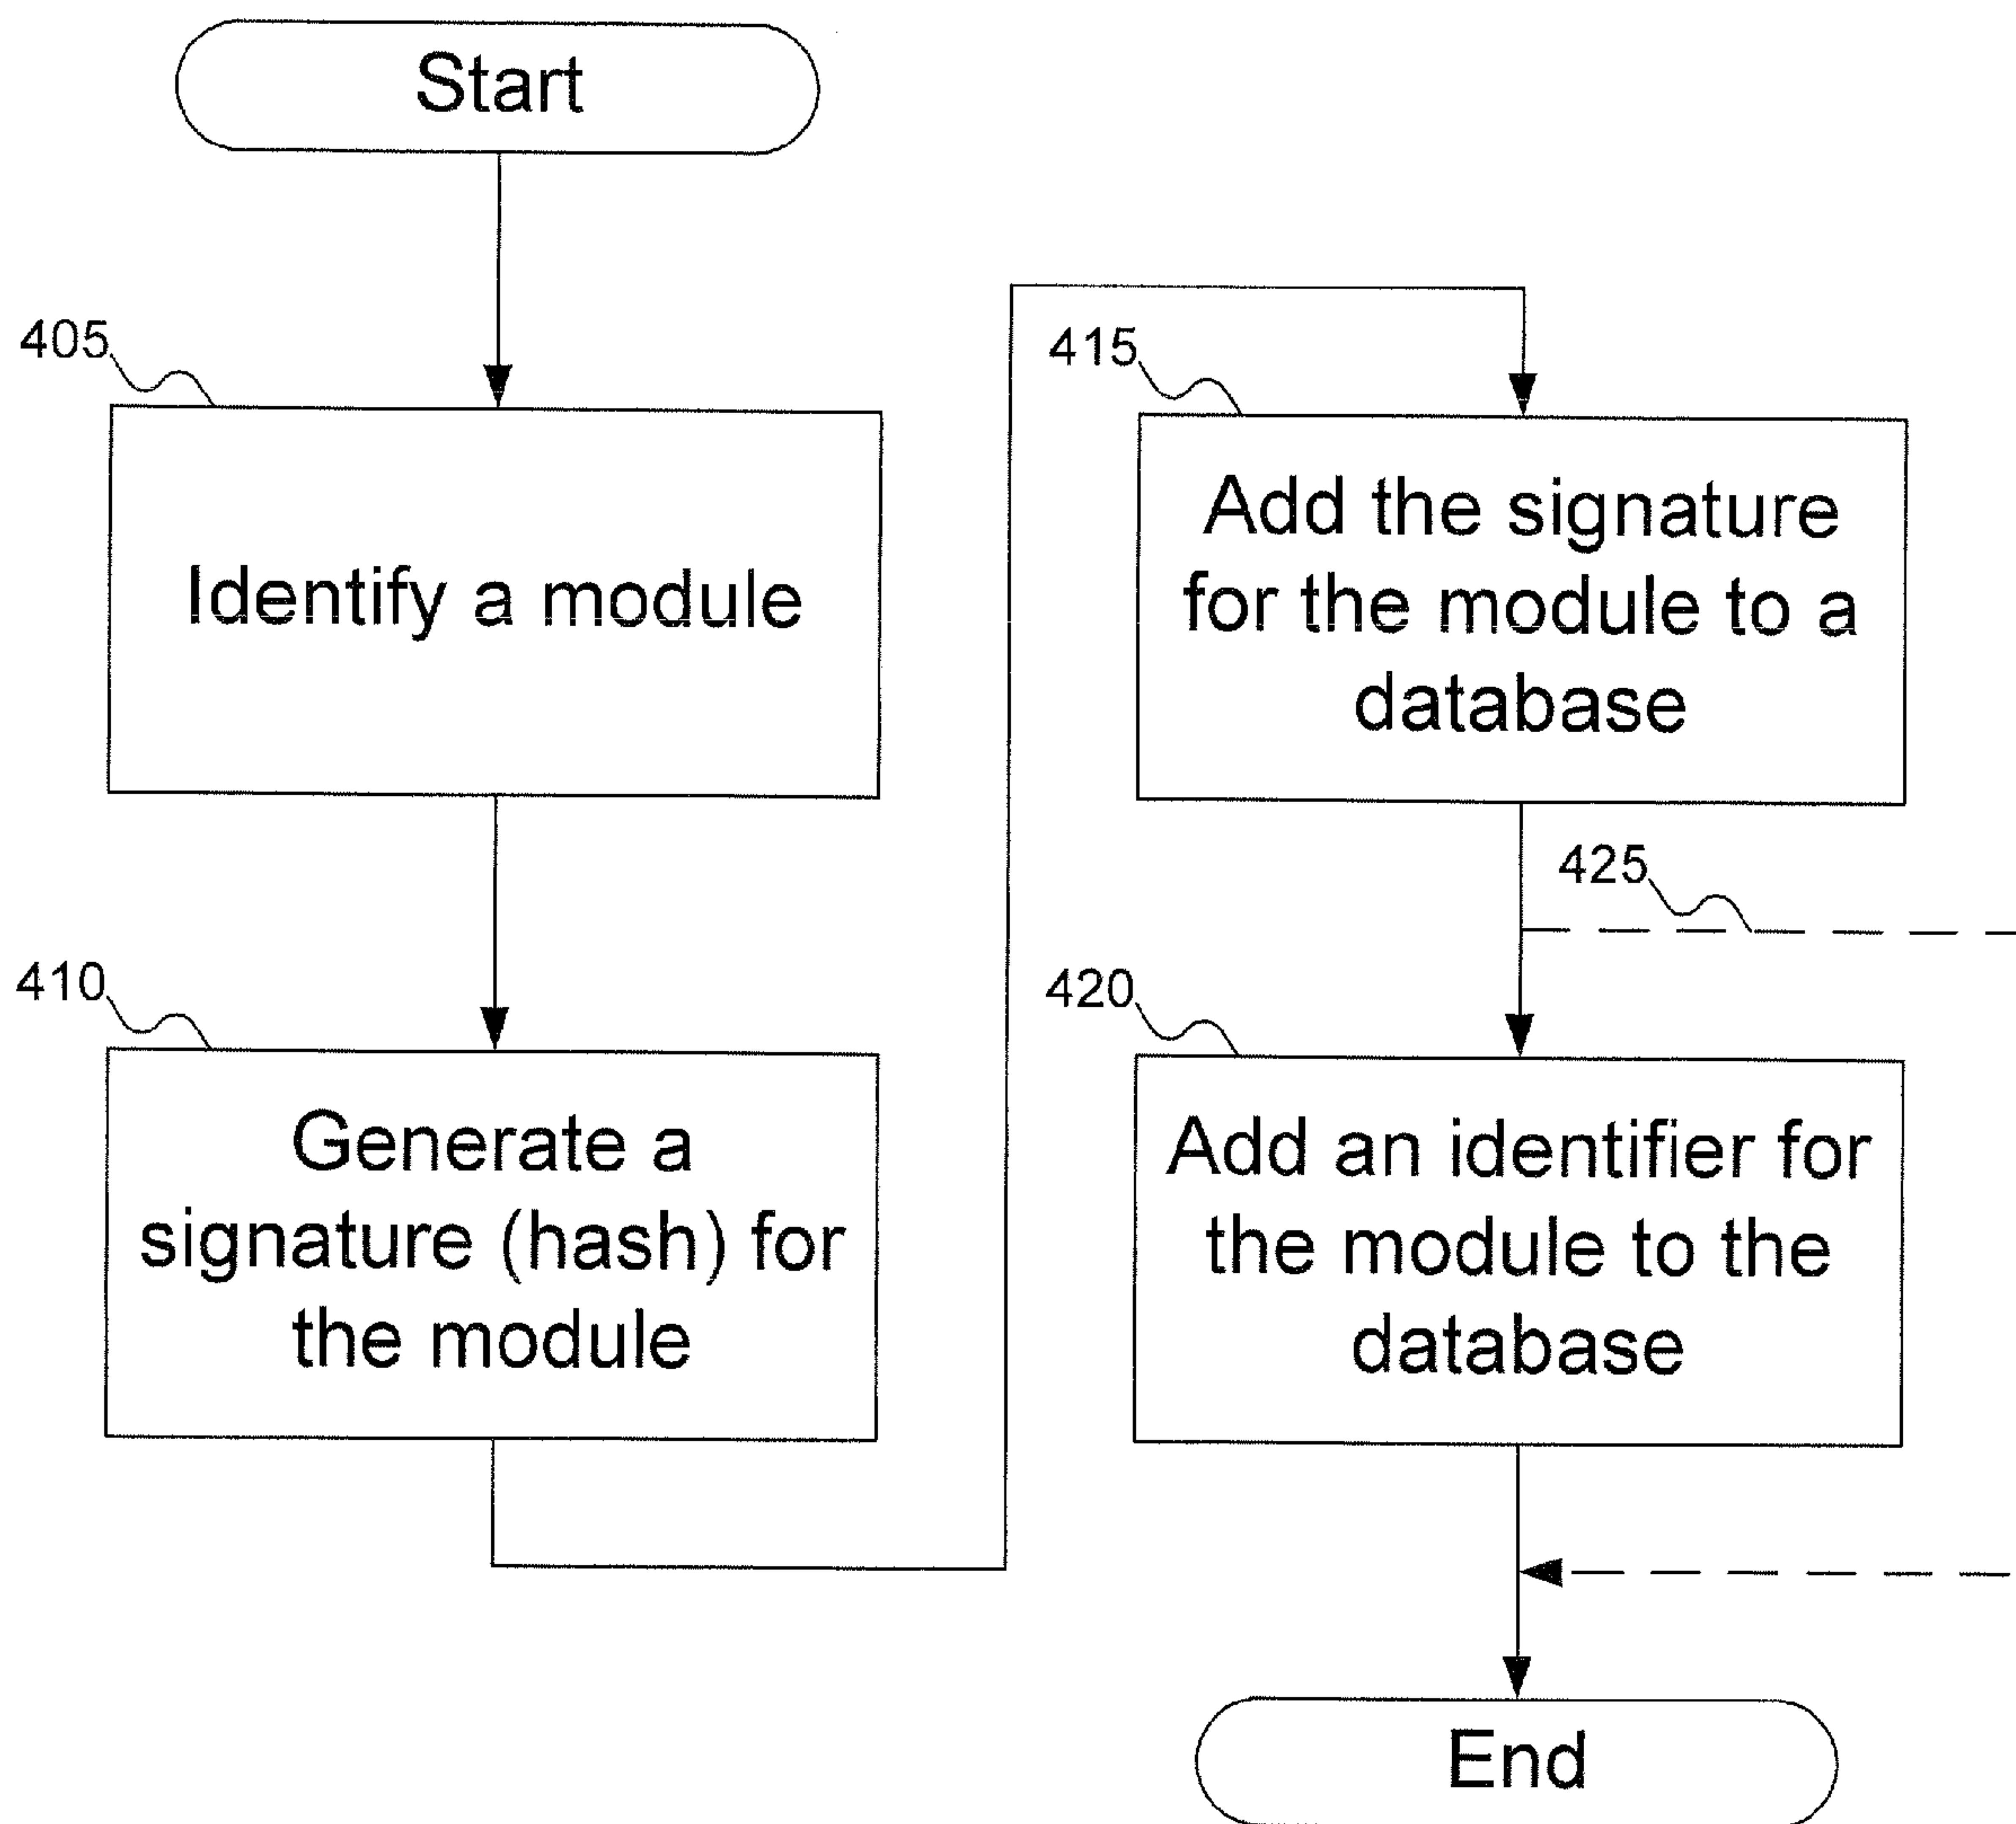 Start
405
Identify a module
410
Generate a
signature (hash) for
the module
415
Add the signature
for the module to a
database
425
420
Add an identifier for
the module to the
database
End